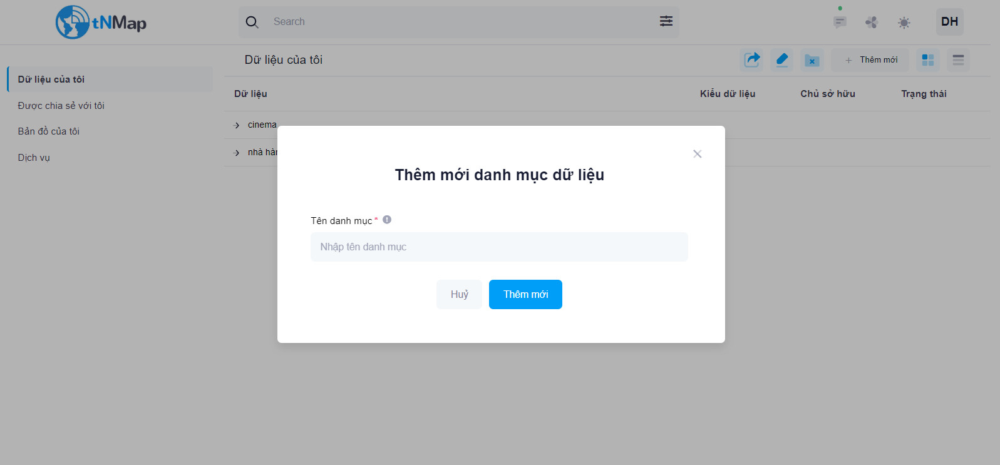 tNMap
Search
DH
Dữ liệu của tôi
Được chia sẻ với tôi
Bản đồ của tôi
Dịch vụ
Dữ liệu của tôi
Thêm mới
Dữ liệu
Kiểu dữ liệu
Chủ sở hữu
Trạng thái
cinema
nhà
Thêm mới danh mục dữ liệu
Tên danh mục *
Nhập tên danh mục
Huỷ
Thêm mới